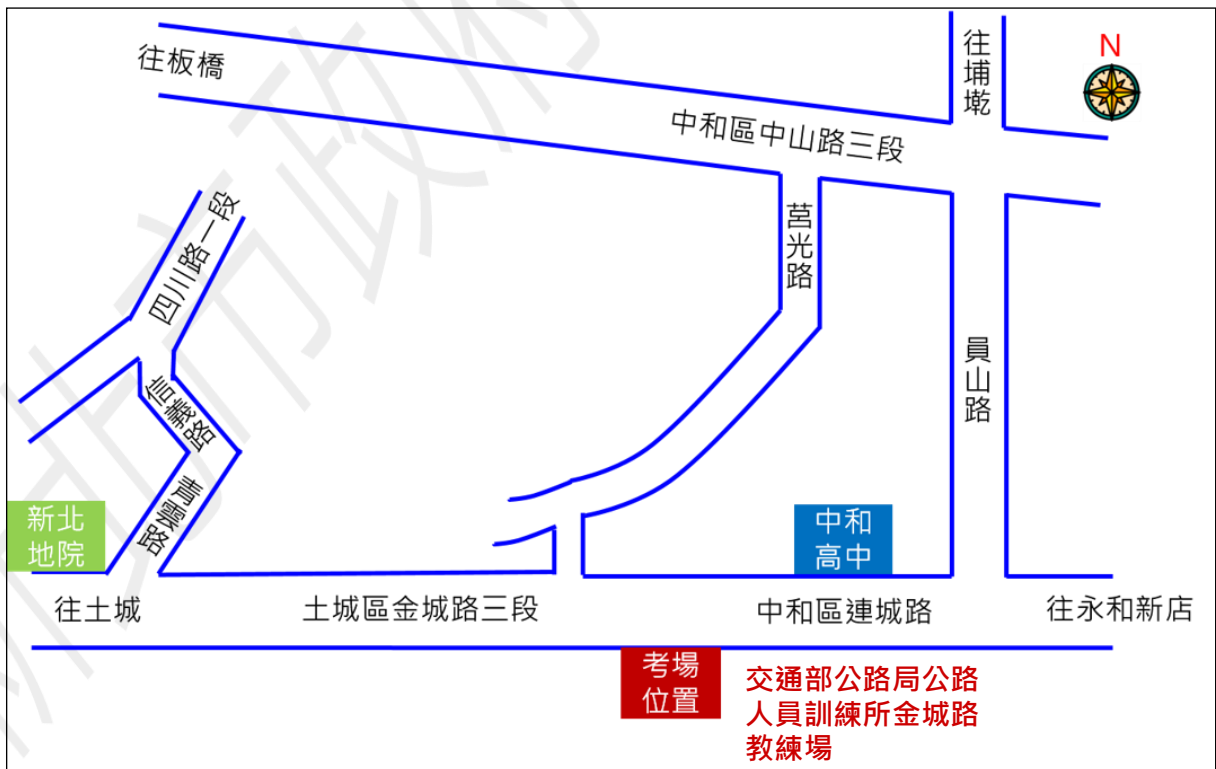 往板橋
往埔墘
N
中和區中山路三段
四川路一段
莒光路
員山路
信義路
青雲路
新北
地院
中和
高中
往土城
土城區金城路三段
中和區連城路
往永和新店
考場
位置
交通部公路局公路
人員訓練所金城路
教練場